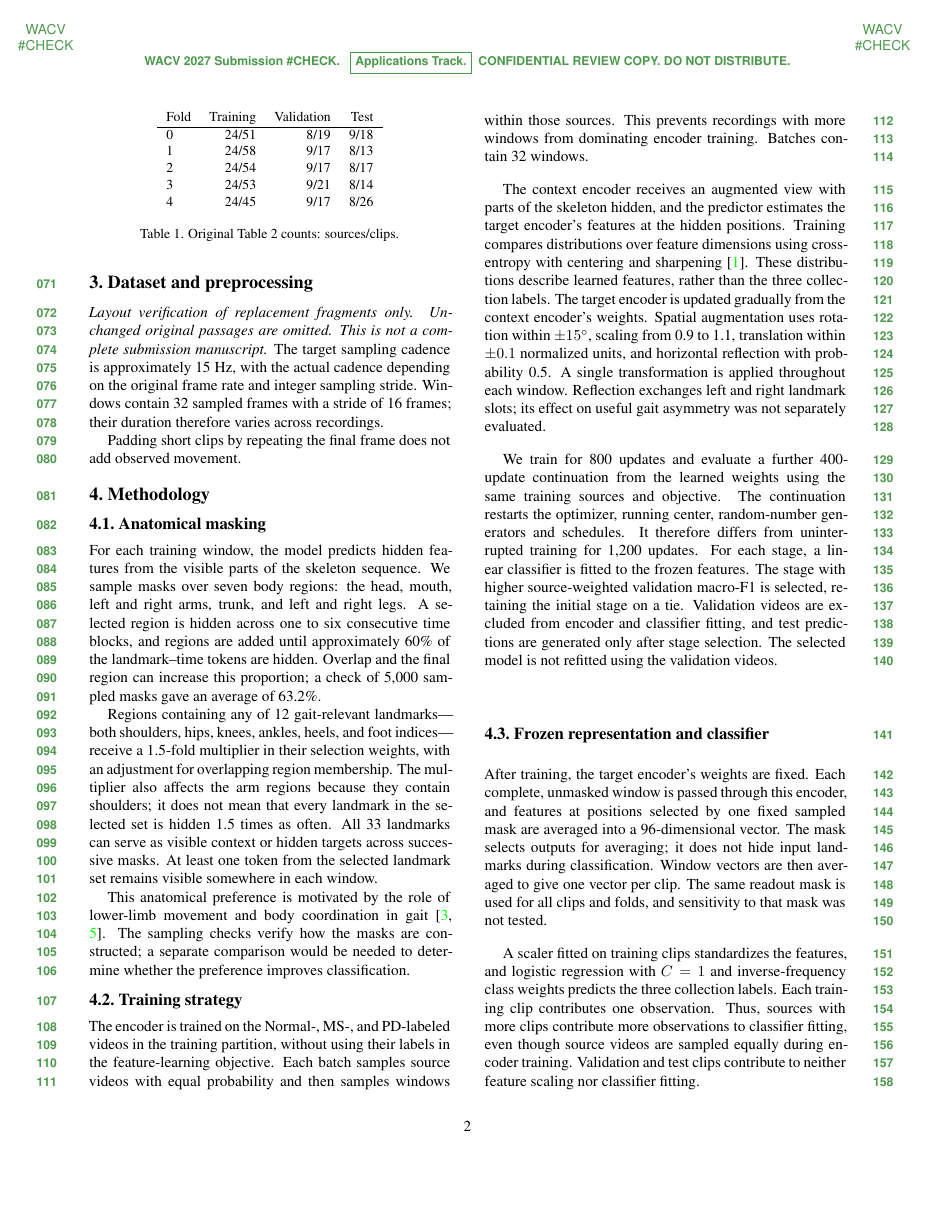 WACV
#CHECK
WACV
#CHECK
WACV 2027 Submission #CHECK. Applications Track. CONFIDENTIAL REVIEW COPY. DO NOT DISTRIBUTE.
Fold Training Validation Test
0 24/51 8/19 9/18
1 24/58 9/17 8/13
2 24/54 9/17 8/17
3 24/53 9/21 8/14
4 24/45 9/17 8/26
Table 1. Original Table 2 counts: sources/clips.
071 3. Dataset and preprocessing
072 Layout verification of replacement fragments only. Un-
073 changed original passages are omitted. This is not a com-
074 plete submission manuscript. The target sampling cadence
075 is approximately 15 Hz, with the actual cadence depending
076 on the original frame rate and integer sampling stride. Win-
077 dows contain 32 sampled frames with a stride of 16 frames;
078 their duration therefore varies across recordings.
079 Padding short clips by repeating the final frame does not
080 add observed movement.
081 4. Methodology
082 4.1. Anatomical masking
083 For each training window, the model predicts hidden fea-
084 tures from the visible parts of the skeleton sequence. We
085 sample masks over seven body regions: the head, mouth,
086 left and right arms, trunk, and left and right legs. A se-
087 lected region is hidden across one to six consecutive time
088 blocks, and regions are added until approximately 60% of
089 the landmark–time tokens are hidden. Overlap and the final
090 region can increase this proportion; a check of 5,000 sam-
091 pled masks gave an average of 63.2%.
092 Regions containing any of 12 gait-relevant landmarks—
093 both shoulders, hips, knees, ankles, heels, and foot indices—
094 receive a 1.5-fold multiplier in their selection weights, with
095 an adjustment for overlapping region membership. The mul-
096 tiplier also affects the arm regions because they contain
097 shoulders; it does not mean that every landmark in the se-
098 lected set is hidden 1.5 times as often. All 33 landmarks
099 can serve as visible context or hidden targets across succes-
100 sive masks. At least one token from the selected landmark
101 set remains visible somewhere in each window.
102 This anatomical preference is motivated by the role of
103 lower-limb movement and body coordination in gait [3,
104 5]. The sampling checks verify how the masks are con-
105 structed; a separate comparison would be needed to deter-
106 mine whether the preference improves classification.
107 4.2. Training strategy
108 The encoder is trained on the Normal-, MS-, and PD-labeled
109 videos in the training partition, without using their labels in
110 the feature-learning objective. Each batch samples source
111 videos with equal probability and then samples windows
within those sources. This prevents recordings with more 112
windows from dominating encoder training. Batches con- 113
tain 32 windows. 114
The context encoder receives an augmented view with 115
parts of the skeleton hidden, and the predictor estimates the 116
target encoder's features at the hidden positions. Training 117
compares distributions over feature dimensions using cross- 118
entropy with centering and sharpening [1]. These distribu- 119
tions describe learned features, rather than the three collec- 120
tion labels. The target encoder is updated gradually from the 121
context encoder's weights. Spatial augmentation uses rota- 122
tion within ±15°, scaling from 0.9 to 1.1, translation within 123
±0.1 normalized units, and horizontal reflection with prob- 124
ability 0.5. A single transformation is applied throughout 125
each window. Reflection exchanges left and right landmark 126
slots; its effect on useful gait asymmetry was not separately 127
evaluated. 128
We train for 800 updates and evaluate a further 400- 129
update continuation from the learned weights using the 130
same training sources and objective. The continuation 131
restarts the optimizer, running center, random-number gen- 132
erators and schedules. It therefore differs from uninter- 133
rupted training for 1,200 updates. For each stage, a lin- 134
ear classifier is fitted to the frozen features. The stage with 135
higher source-weighted validation macro-F1 is selected, re- 136
taining the initial stage on a tie. Validation videos are ex- 137
cluded from encoder and classifier fitting, and test predic- 138
tions are generated only after stage selection. The selected 139
model is not refitted using the validation videos. 140
4.3. Frozen representation and classifier 141
After training, the target encoder's weights are fixed. Each 142
complete, unmasked window is passed through this encoder, 143
and features at positions selected by one fixed sampled 144
mask are averaged into a 96-dimensional vector. The mask 145
selects outputs for averaging; it does not hide input land- 146
marks during classification. Window vectors are then aver- 147
aged to give one vector per clip. The same readout mask is 148
used for all clips and folds, and sensitivity to that mask was 149
not tested. 150
A scaler fitted on training clips standardizes the features, 151
and logistic regression with C = 1 and inverse-frequency 152
class weights predicts the three collection labels. Each train- 153
ing clip contributes one observation. Thus, sources with 154
more clips contribute more observations to classifier fitting, 155
even though source videos are sampled equally during en- 156
coder training. Validation and test clips contribute to neither 157
feature scaling nor classifier fitting. 158
2